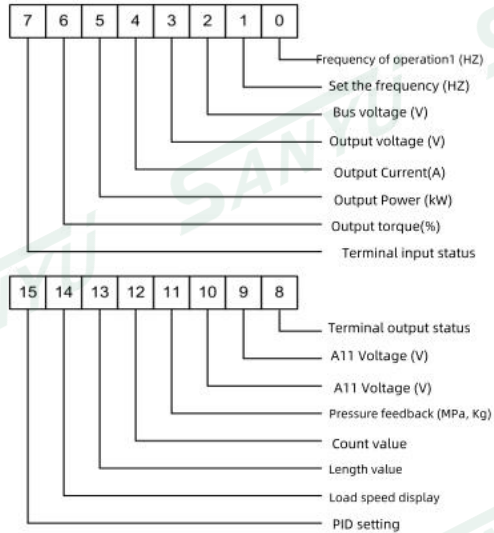 7 6 5 4 3 2 1 0
Frequency of operation1 (HZ)
Set the frequency (HZ)
Bus voltage (V)
Output voltage (V)
Output Current(A)
Output Power (kW)
Output torque(%)
Terminal input status
15 14 13 12 11 10 9 8
Terminal output status
A11 Voltage (V)
A11 Voltage (V)
Pressure feedback (MPa, Kg)
Count value
Length value
Load speed display
PID setting
SANYU